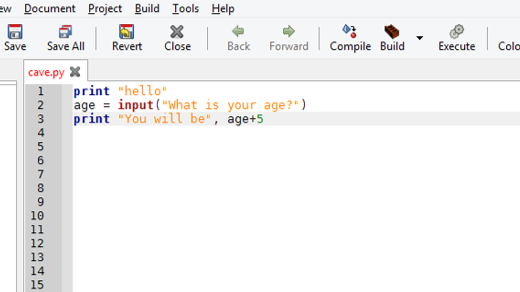 ew Document Project Build Tools Help
Save Save All Revert Close Back Forward Compile Build Execute Colo
cave.py
1 print "hello"
2 age = input("What is your age?")
3 print "You will be", age+5
4
5
6
7
8
9
10
11
12
13
14
15